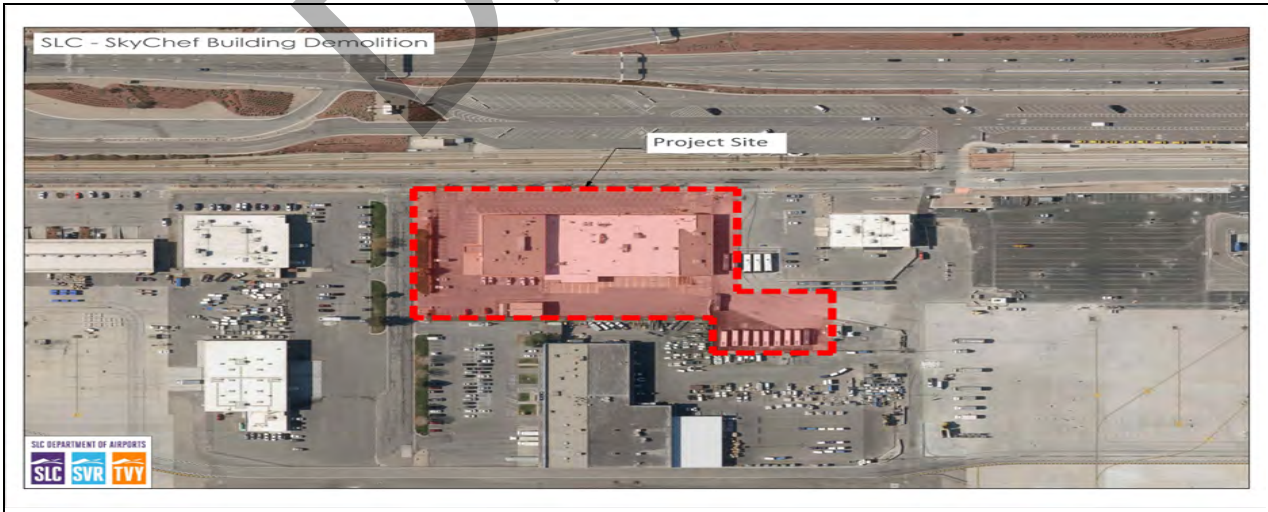 SLC - SkyChef Building Demolition
Project Site
SLC DEPARTMENT OF AIRPORTS
SLC SVR TVY